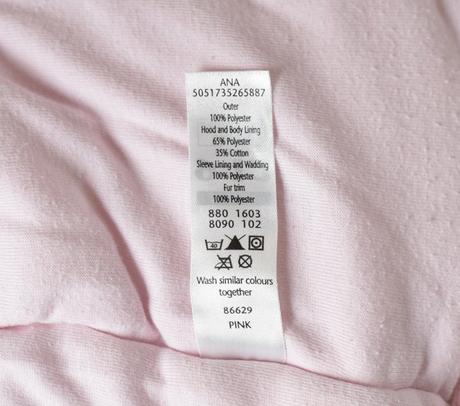 ANA
5051735265887
Outer
100% Polyester
Hood and Body Lining
65% Polyester
35% Cotton
Sleeve Lining and Wadding
100% Polyester
Fur trim
100% Polyester
880 1603
8090 102
40
Wash similar colours
together
86629
PINK